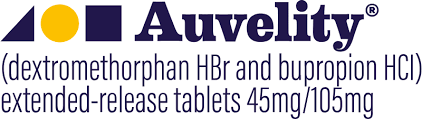 Auvelity®
(dextromethorphan HBr and bupropion HCl)
extended-release tablets 45mg/105mg